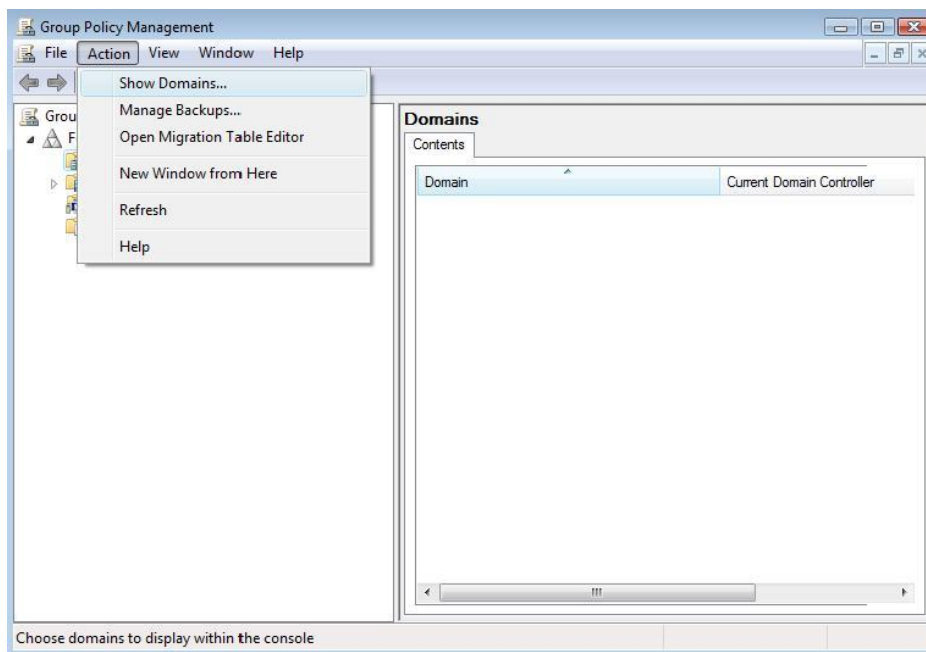 Group Policy Management
File Action View Window Help
Show Domains...
Manage Backups...
Open Migration Table Editor
New Window from Here
Refresh
Help
Grou
F
Domains
Contents
Domain Current Domain Controller
Choose domains to display within the console